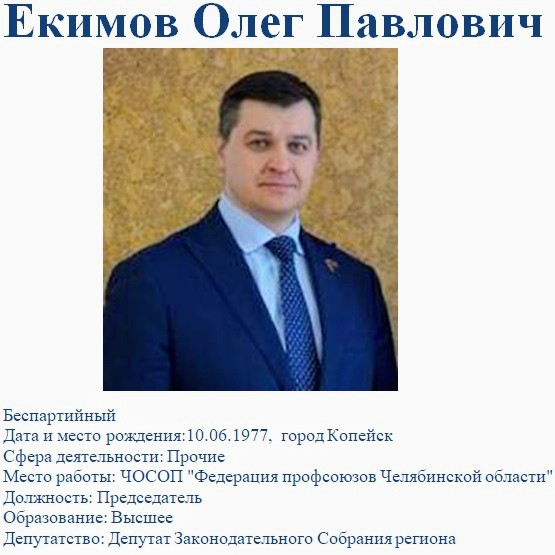 Екимов Олег Павлович
Беспартийный
Дата и место рождения:10.06.1977, город Копейск
Сфера деятельности: Прочие
Место работы: ЧОСОП "Федерация профсоюзов Челябинской области"
Должность: Председатель
Образование: Высшее
Депутатство: Депутат Законодательного Собрания региона